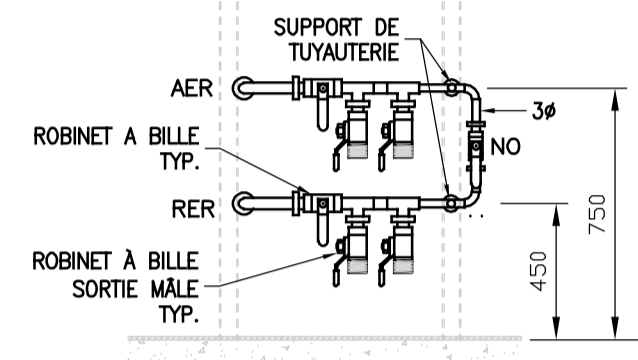 SUPPORT DE
TUYAUTERIE
AER
3ø
ROBINET A BILLE
TYP.
NO
RER
750
450
ROBINET À BILLE
SORTIE MÂLE
TYP.